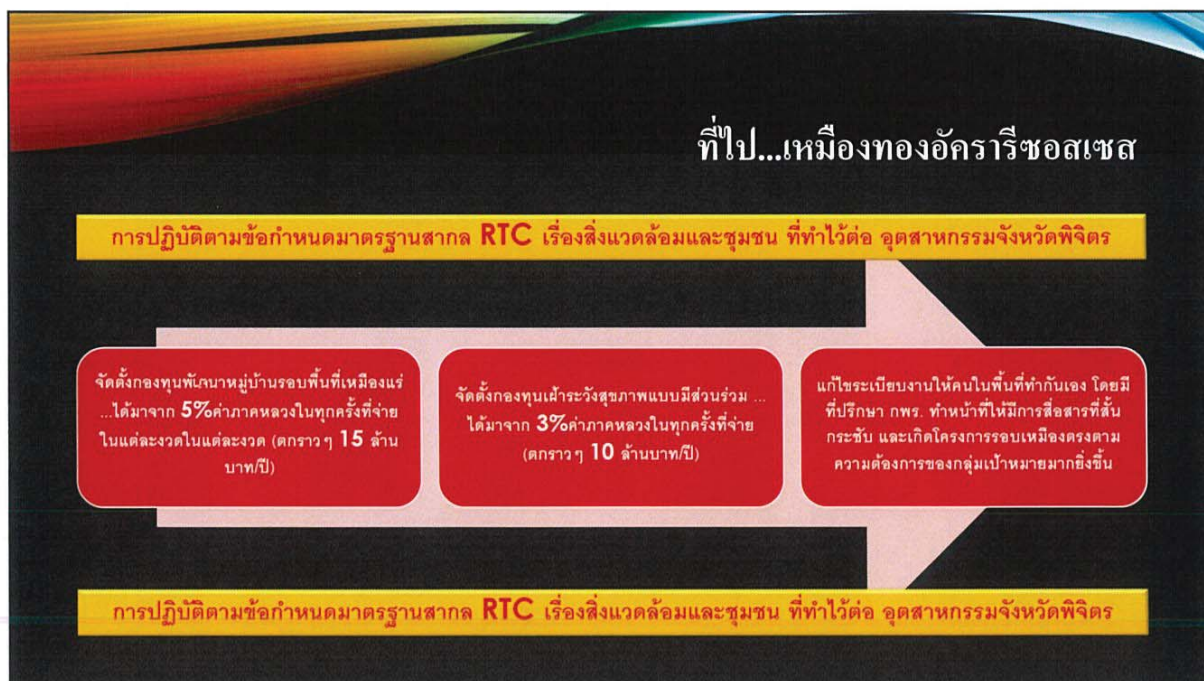 ที่ไป...เหมืองทองอัครารีซอสเซส
การปฏิบัติตามข้อกำหนดมาตรฐานสากล RTC เรื่องสิ่งแวดล้อมและชุมชน ที่ทำไว้ต่อ อุตสาหกรรมจังหวัดพิจิตร
จัดตั้งกองทุนพัฒนาหมู่บ้านรอบพื้นที่เหมืองแร่
...ได้มาจาก 5%ค่าภาคหลวงในทุกครั้งที่จ่าย
ในแต่ละงวดในแต่ละงวด (ตกราวๆ 15 ล้าน
บาท/ปี)
จัดตั้งกองทุนเฝ้าระวังสุขภาพแบบมีส่วนร่วม ...
ได้มาจาก 3%ค่าภาคหลวงในทุกครั้งที่จ่าย
(ตกราวๆ 10 ล้านบาท/ปี)
แก้ไขระเบียบงานให้คนในพื้นที่ทำกันเอง โดยมี
ที่ปรึกษา กพร. ทำหน้าที่ให้มีการสื่อสารที่สั้น
กระชับ และเกิดโครงการรอบเหมืองตรงตาม
ความต้องการของกลุ่มเป้าหมายมากยิ่งขึ้น
การปฏิบัติตามข้อกำหนดมาตรฐานสากล RTC เรื่องสิ่งแวดล้อมและชุมชน ที่ทำไว้ต่อ อุตสาหกรรมจังหวัดพิจิตร